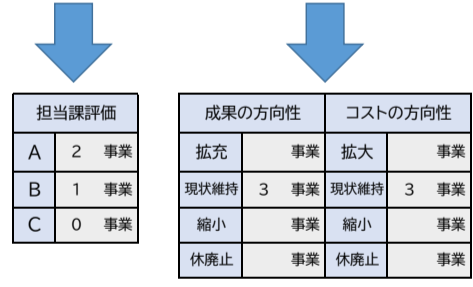 担当課評価
A 2 事業
B 1 事業
C 0 事業
成果の方向性 コストの方向性
拡充 事業 拡大 事業
現状維持 3 事業 現状維持 3 事業
縮小 事業 縮小 事業
休廃止 事業 休廃止 事業